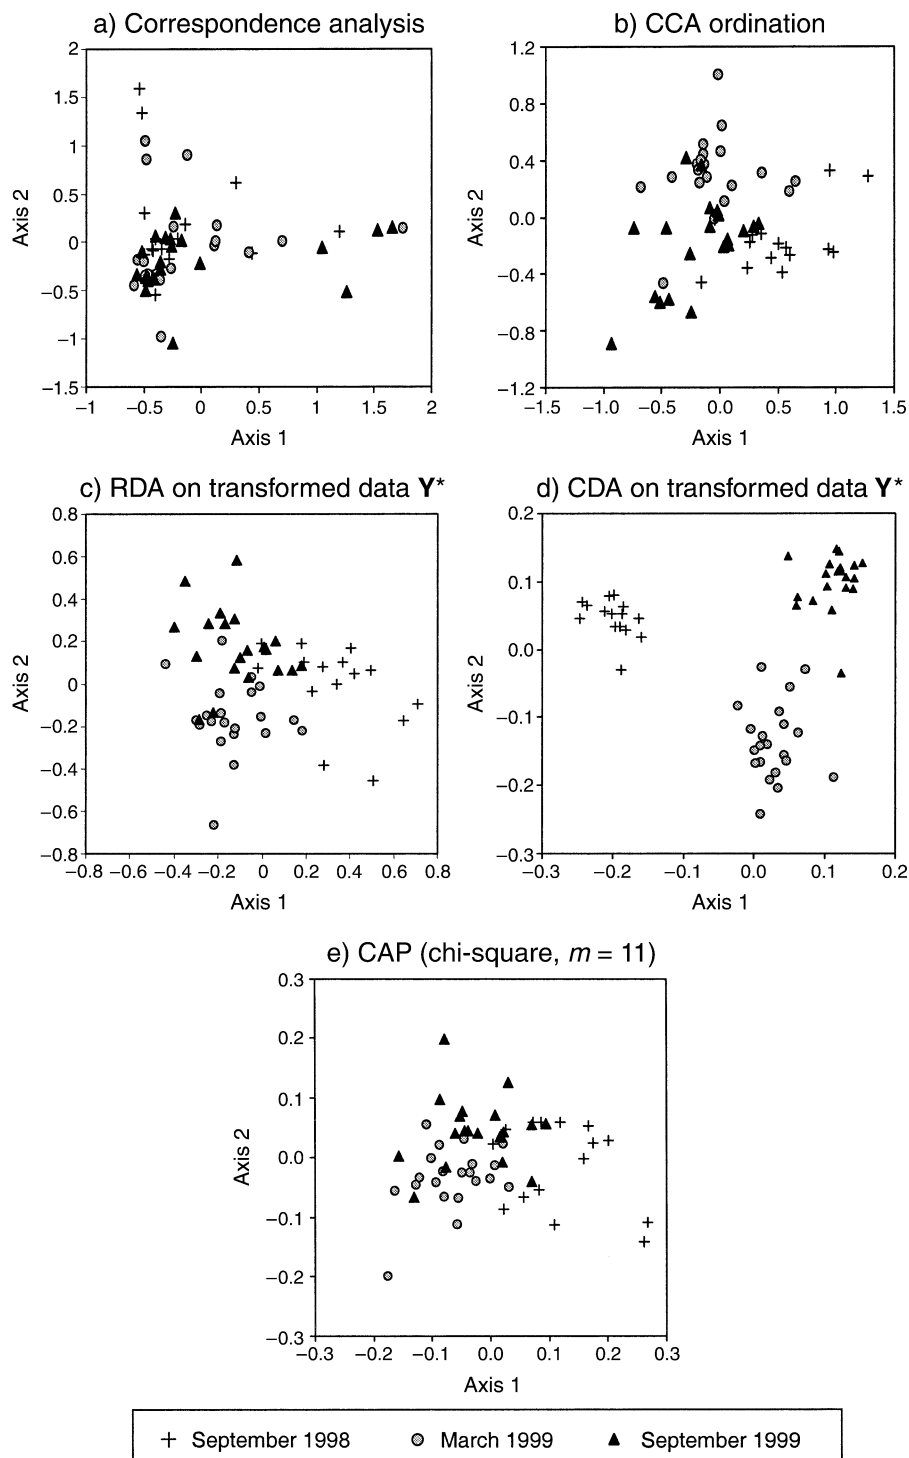 a) Correspondence analysis
2
1.5
1
0.5
0
−0.5
−1
−1.5
Axis 2
−1 −0.5 0 0.5 1 1.5 2
Axis 1
b) CCA ordination
1.2
0.8
0.4
0.0
−0.4
−0.8
−1.2
Axis 2
−1.5 −1.0 −0.5 0.0 0.5 1.0 1.5
Axis 1
c) RDA on transformed data Y*
0.8
0.6
0.4
0.2
0
−0.2
−0.4
−0.6
−0.8
Axis 2
−0.8 −0.6 −0.4 −0.2 0 0.2 0.4 0.6 0.8
Axis 1
d) CDA on transformed data Y*
0.2
0.1
0.0
−0.1
−0.2
−0.3
Axis 2
−0.3 −0.2 −0.1 0.0 0.1 0.2
Axis 1
e) CAP (chi-square, m = 11)
0.3
0.2
0.1
0.0
−0.1
−0.2
−0.3
Axis 2
−0.3 −0.2 −0.1 0.0 0.1 0.2 0.3
Axis 1
September 1998 March 1999 September 1999